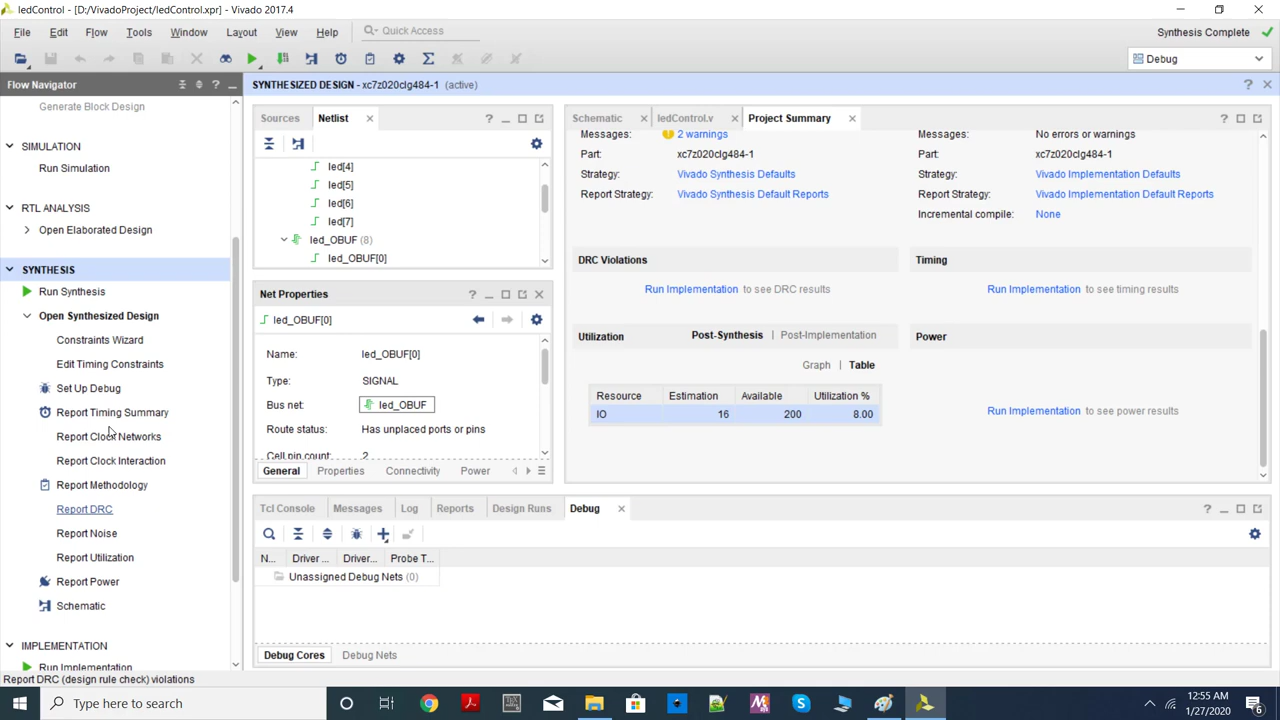 ledControl - [D:/VivadoProject/ledControl.xpr] - Vivado 2017.4
File Edit Flow Tools Window Layout View Help Quick Access
Synthesis Complete
Debug
Flow Navigator
SYNTHESIZED DESIGN - xc7z020clg484-1 (active)
Generate Block Design
SIMULATION
Run Simulation
RTL ANALYSIS
Open Elaborated Design
SYNTHESIS
Run Synthesis
Open Synthesized Design
Constraints Wizard
Edit Timing Constraints
Set Up Debug
Report Timing Summary
Report Clock Networks
Report Clock Interaction
Report Methodology
Report DRC
Report Noise
Report Utilization
Report Power
Schematic
IMPLEMENTATION
Run Implementation
Sources Netlist
led[4]
led[5]
led[6]
led[7]
led_OBUF (8)
led_OBUF[0]
Net Properties
led_OBUF[0]
Name: led_OBUF[0]
Type: SIGNAL
Bus net: led_OBUF
Route status: Has unplaced ports or pins
Cell pin count: 2
General Properties Connectivity Power
Schematic ledControl.v Project Summary
Messages: 2 warnings
Part: xc7z020clg484-1
Strategy: Vivado Synthesis Defaults
Report Strategy: Vivado Synthesis Default Reports
Messages: No errors or warnings
Part: xc7z020clg484-1
Strategy: Vivado Implementation Defaults
Report Strategy: Vivado Implementation Default Reports
Incremental compile: None
DRC Violations
Run Implementation to see DRC results
Timing
Run Implementation to see timing results
Utilization Post-Synthesis | Post-Implementation
Graph | Table
Resource Estimation Available Utilization %
IO 16 200 8.00
Power
Run Implementation to see power results
Tcl Console Messages Log Reports Design Runs Debug
N... Driver ... Driver... Probe T...
Unassigned Debug Nets (0)
Debug Cores Debug Nets
Report DRC (design rule check) violations
Type here to search
12:55 AM
1/27/2020
6